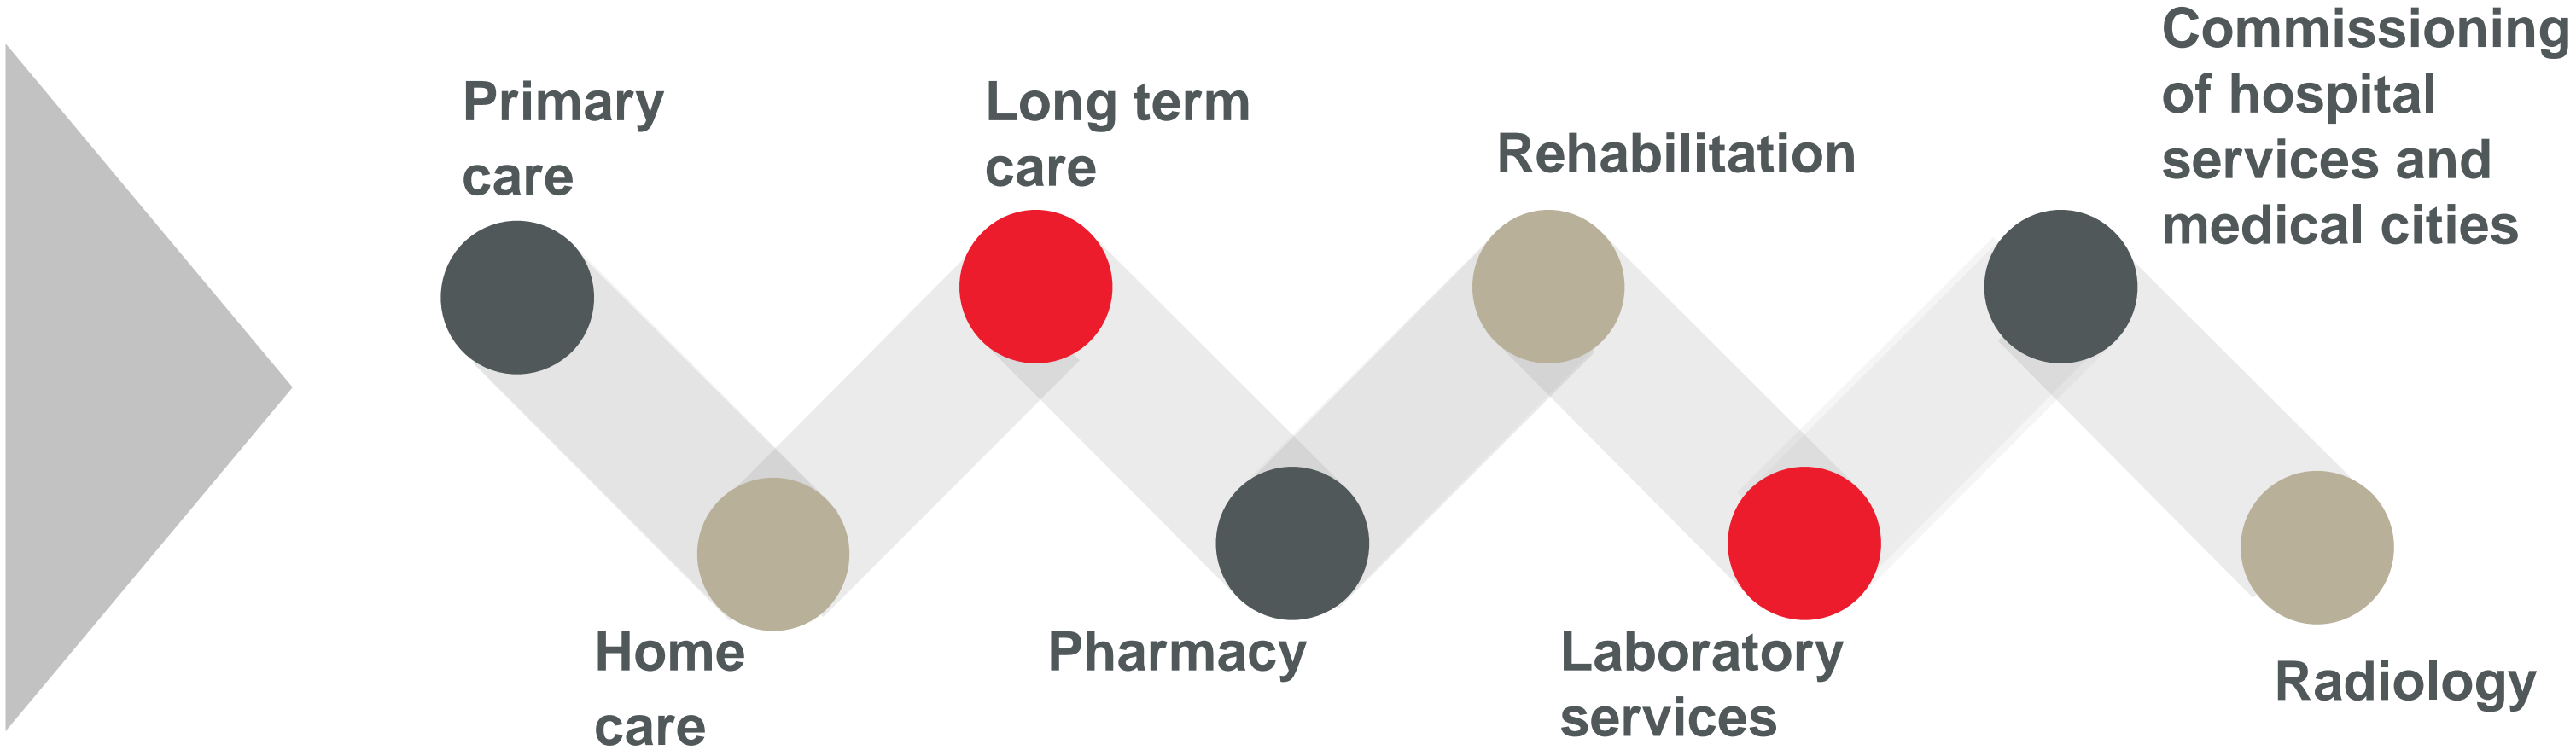 Primary
care
Home
care
Long term
care
Pharmacy
Rehabilitation
Laboratory
services
Commissioning
of hospital
services and
medical cities
Radiology